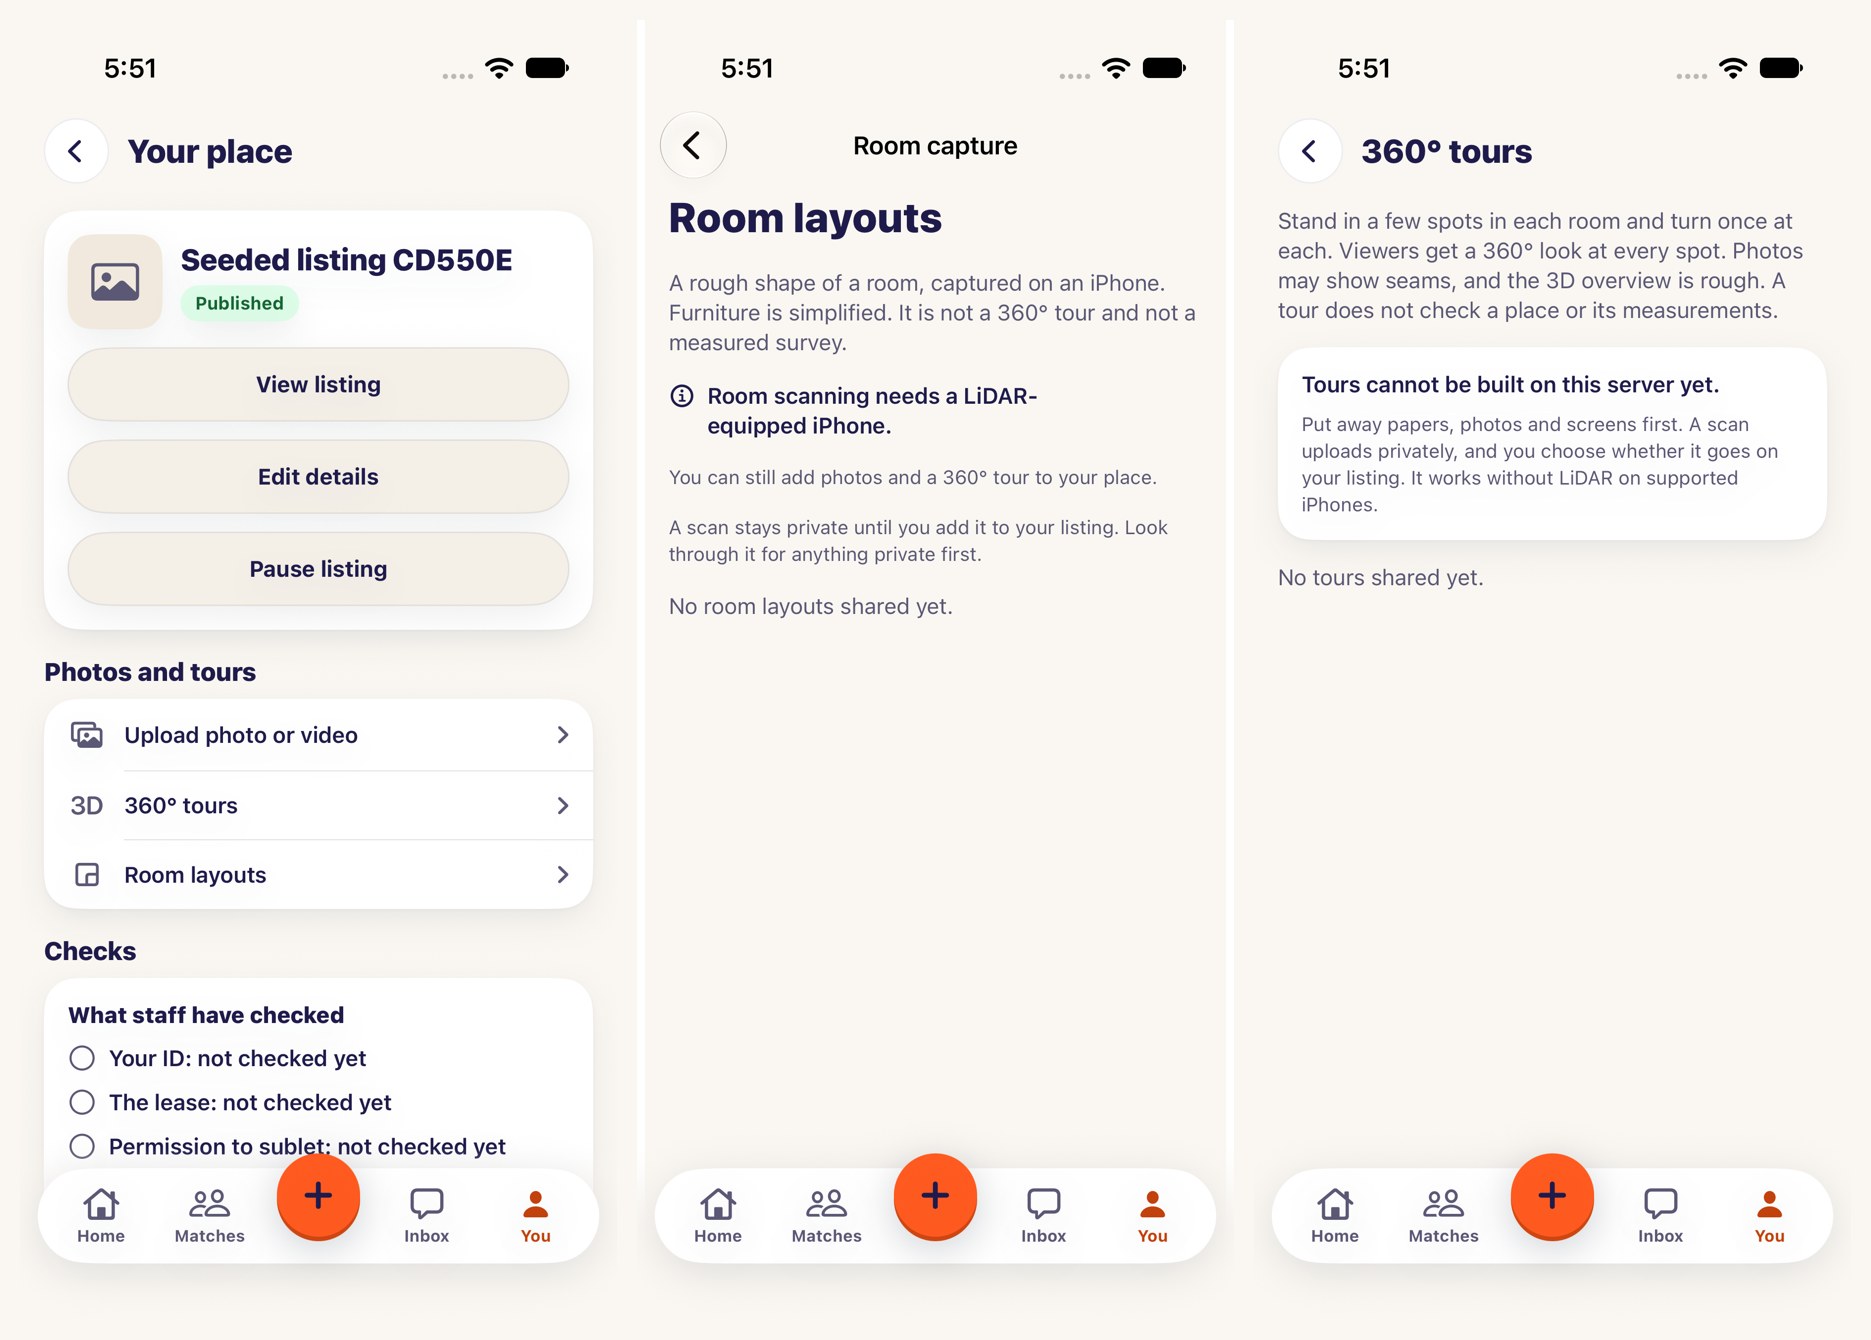 5:51
Your place
Seeded listing CD550E
Published
View listing
Edit details
Pause listing
Photos and tours
Upload photo or video
3D 360° tours
Room layouts
Checks
What staff have checked
Your ID: not checked yet
The lease: not checked yet
Permission to sublet: not checked yet
Home Matches Inbox You
5:51
Room capture
Room layouts
A rough shape of a room, captured on an iPhone.
Furniture is simplified. It is not a 360° tour and not a
measured survey.
Room scanning needs a LiDAR-
equipped iPhone.
You can still add photos and a 360° tour to your place.
A scan stays private until you add it to your listing. Look
through it for anything private first.
No room layouts shared yet.
Home Matches Inbox You
5:51
360° tours
Stand in a few spots in each room and turn once at
each. Viewers get a 360° look at every spot. Photos
may show seams, and the 3D overview is rough. A
tour does not check a place or its measurements.
Tours cannot be built on this server yet.
Put away papers, photos and screens first. A scan
uploads privately, and you choose whether it goes on
your listing. It works without LiDAR on supported
iPhones.
No tours shared yet.
Home Matches Inbox You